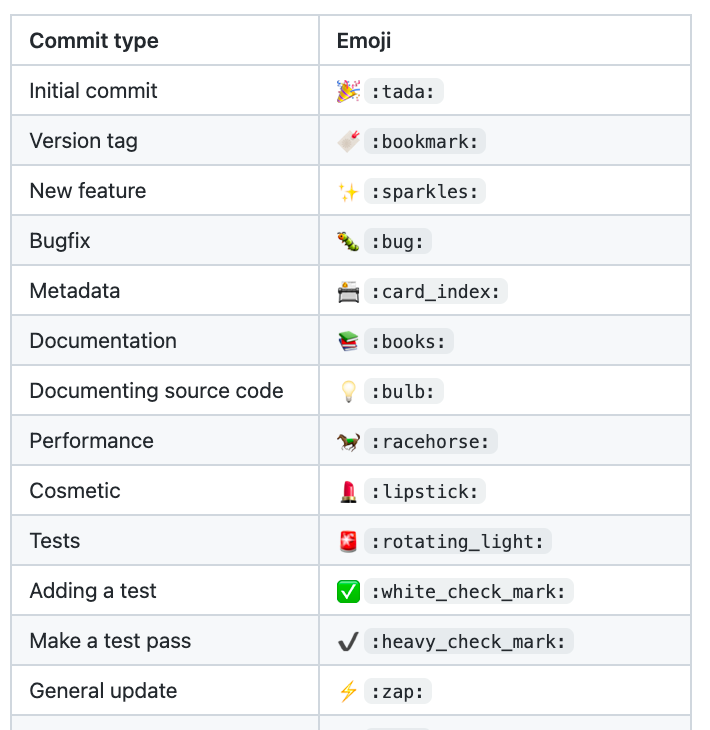 Commit type Emoji
Initial commit 🎉 :tada:
Version tag 🔖 :bookmark:
New feature ✨ :sparkles:
Bugfix 🐛 :bug:
Metadata 📇 :card_index:
Documentation 📚 :books:
Documenting source code 💡 :bulb:
Performance 🐎 :racehorse:
Cosmetic 💄 :lipstick:
Tests 🚨 :rotating_light:
Adding a test ✅ :white_check_mark:
Make a test pass ✔️ :heavy_check_mark:
General update ⚡ :zap: